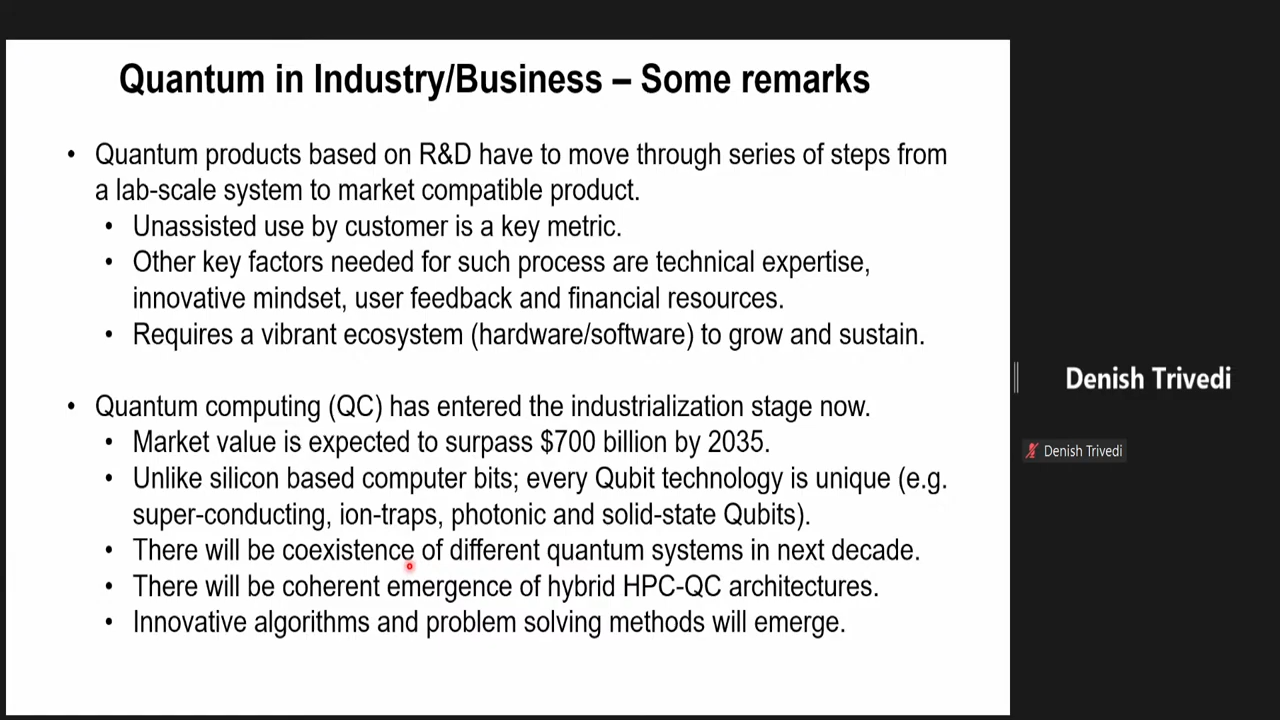 Quantum in Industry/Business – Some remarks
• Quantum products based on R&D have to move through series of steps from
a lab-scale system to market compatible product.
• Unassisted use by customer is a key metric.
• Other key factors needed for such process are technical expertise,
innovative mindset, user feedback and financial resources.
• Requires a vibrant ecosystem (hardware/software) to grow and sustain.
• Quantum computing (QC) has entered the industrialization stage now.
• Market value is expected to surpass $700 billion by 2035.
• Unlike silicon based computer bits; every Qubit technology is unique (e.g.
super-conducting, ion-traps, photonic and solid-state Qubits).
• There will be coexistence of different quantum systems in next decade.
• There will be coherent emergence of hybrid HPC-QC architectures.
• Innovative algorithms and problem solving methods will emerge.
Denish Trivedi
Denish Trivedi